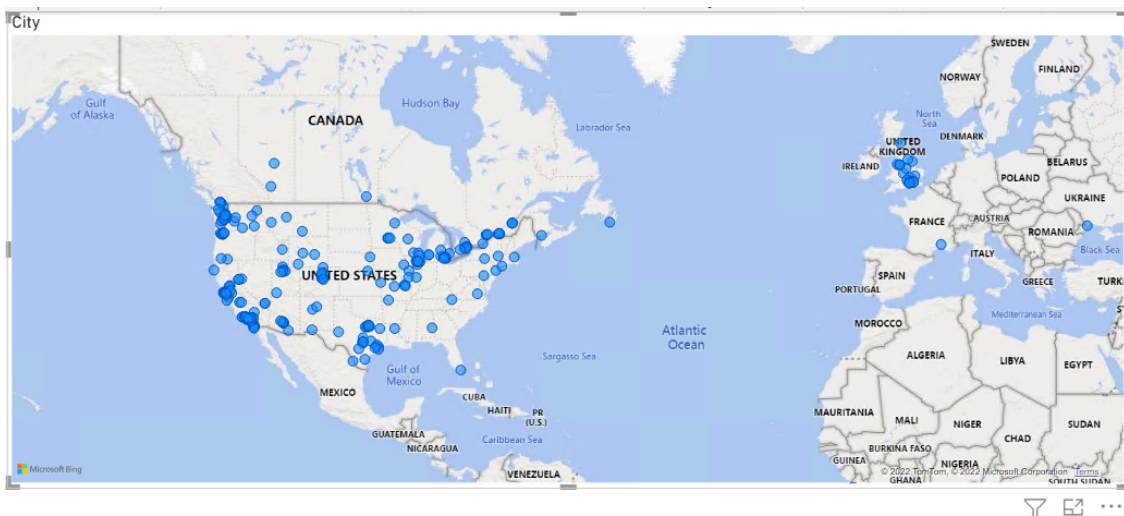 City
SWEDEN
NORWAY
FINLAND
Gulf
of Alaska
Hudson Bay
CANADA
Labrador Sea
North
Sea
DENMARK
UNITED
KINGDOM
IRELAND
BELARUS
POLAND
UKRAINE
FRANCE
AUSTRIA
ROMANIA
ITALY
Black Sea
UNITED STATES
SPAIN
PORTUGAL
GREECE
TURK
Mediterranean Sea
MOROCCO
Atlantic
Ocean
ALGERIA
LIBYA
EGYPT
Sargasso Sea
Gulf of
Mexico
MEXICO
CUBA
HAITI
PR
(U.S.)
MAURITANIA
MALI
NIGER
SUDAN
GUATEMALA
Caribbean Sea
NICARAGUA
CHAD
BURKINA FASO
GUINEA
NIGERIA
Microsoft Bing
VENEZUELA
© 2022 TomTom, © 2022 Microsoft Corporation Terms
GHANA
SOUTH SUDAN